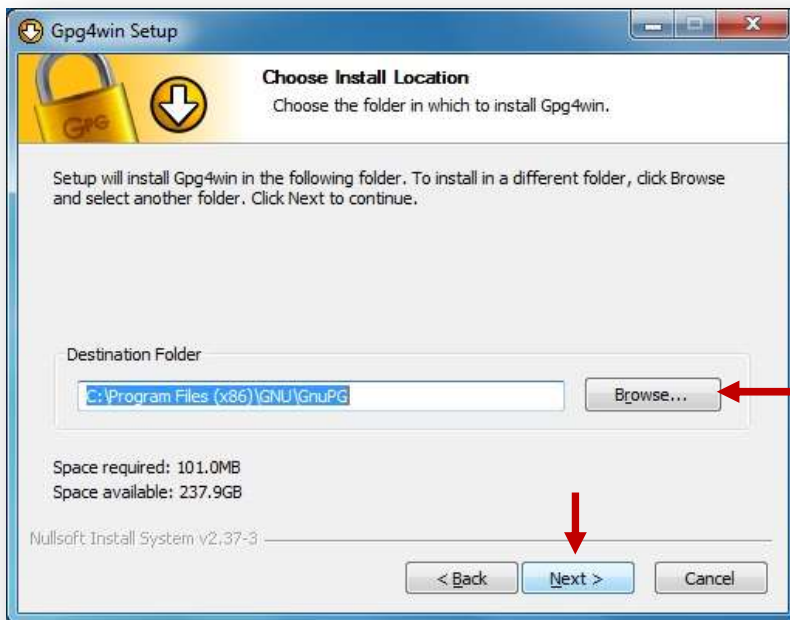 Gpg4win Setup
Choose Install Location
Choose the folder in which to install Gpg4win.
GPG
Setup will install Gpg4win in the following folder. To install in a different folder, click Browse
and select another folder. Click Next to continue.
Destination Folder
C:\Program Files (x86)\GNU\GnuPG
Browse...
Space required: 101.0MB
Space available: 237.9GB
Nullsoft Install System v2.37-3
< Back Next > Cancel